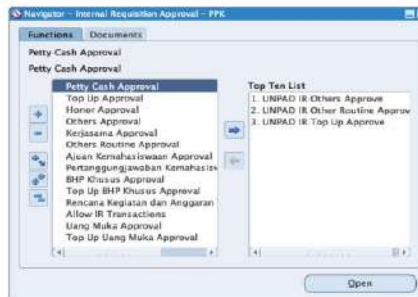 Navigator - Internal Requisition Approval - PPK
Functions
Documents
Petty Cash Approval
Petty Cash Approval
Petty Cash Approval
Top Up Approval
Honor Approval
Others Approval
Kerjasama Approval
Others Routine Approval
Ajuan Kemahasiswaan Approval
Pertanggungjawaban Kemahasisw
BHP Khusus Approval
Top Up BHP Khusus Approval
Rencana Kegiatan dan Anggaran
Allow IR Transactions
Uang Muka Approval
Top Up Uang Muka Approval
Top Ten List
1. UNPAD IR Others Approve
2. UNPAD IR Other Routine Approv
3. UNPAD IR Top Up Approve
Open